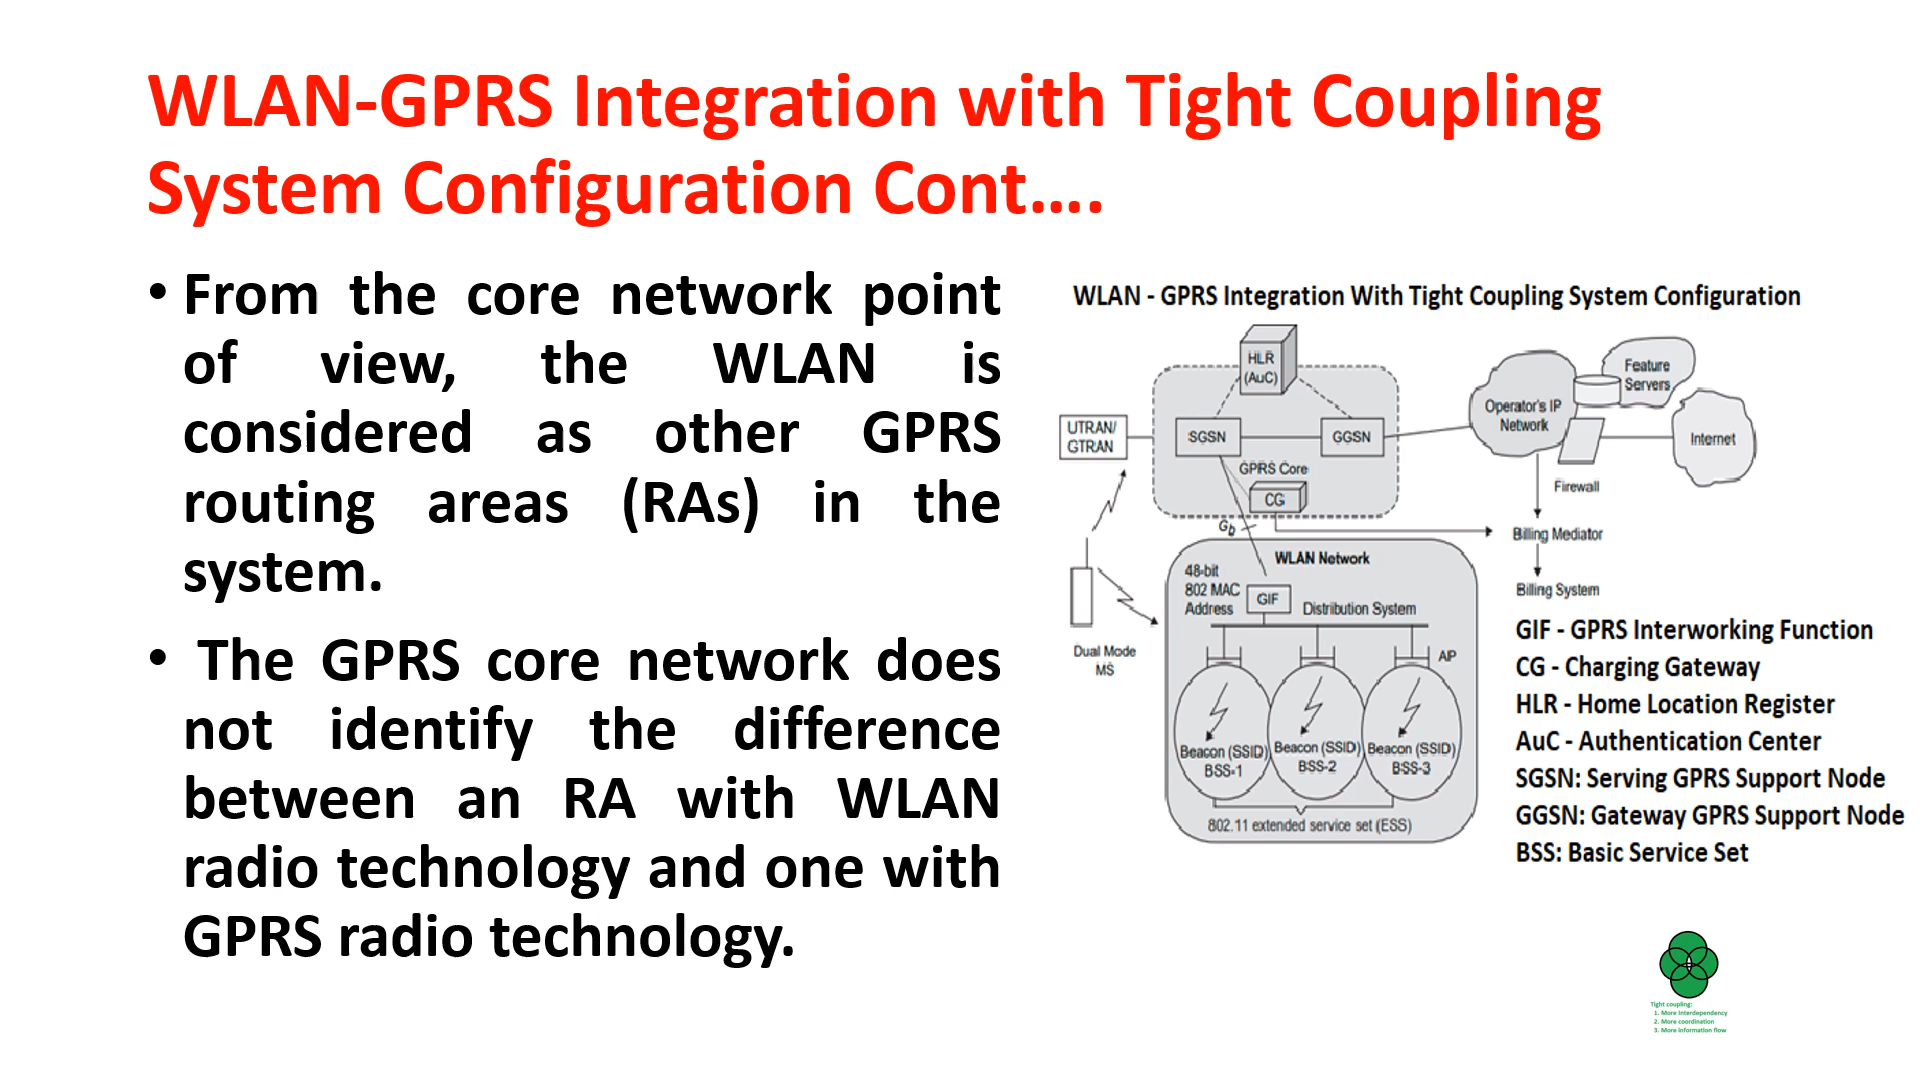 WLAN-GPRS Integration with Tight Coupling
System Configuration Cont....
• From the core network point
of view, the WLAN is
considered as other GPRS
routing areas (RAs) in the
system.
• The GPRS core network does
not identify the difference
between an RA with WLAN
radio technology and one with
GPRS radio technology.
WLAN - GPRS Integration With Tight Coupling System Configuration
HLR
(AuC)
UTRAN/
GTRAN
SGSN
GGSN
GPRS Core
CG
Gb
Operator's IP
Network
Feature
Servers
Internet
Firewall
Billing Mediator
Billing System
Dual Mode
MS
WLAN Network
48-bit
802 MAC
Address
GIF
Distribution System
AP
Beacon (SSID)
BSS-1
Beacon (SSID)
BSS-2
Beacon (SSID)
BSS-3
802.11 extended service set (ESS)
GIF - GPRS Interworking Function
CG - Charging Gateway
HLR - Home Location Register
AuC - Authentication Center
SGSN: Serving GPRS Support Node
GGSN: Gateway GPRS Support Node
BSS: Basic Service Set
Tight coupling:
1. More Interdependency
2. More coordination
3. More information flow